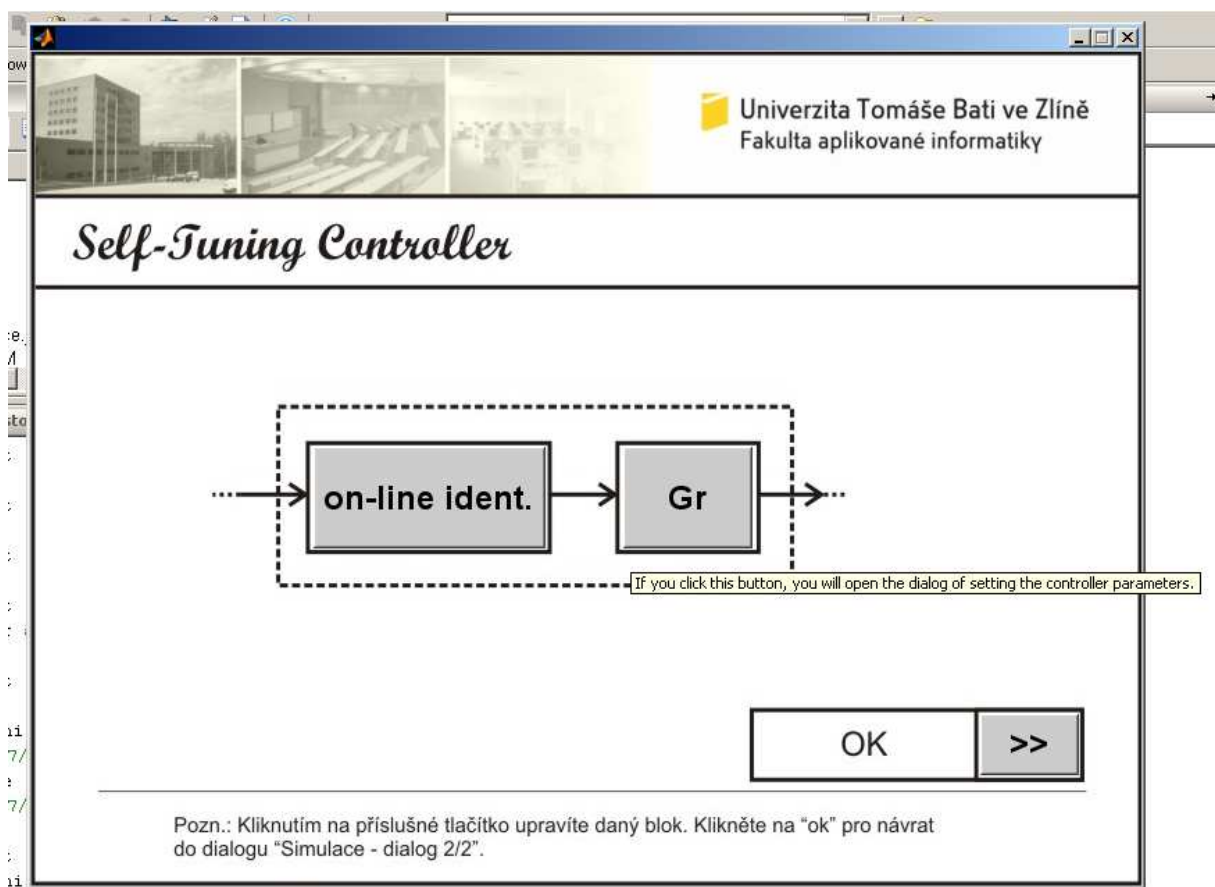 Univerzita Tomáše Bati ve Zlíně
Fakulta aplikované informatiky
Self-Tuning Controller
on-line ident.
Gr
If you click this button, you will open the dialog of setting the controller parameters.
OK
>>
Pozn.: Kliknutím na příslušné tlačítko upravíte daný blok. Klikněte na “ok” pro návrat
do dialogu “Simulace - dialog 2/2”.